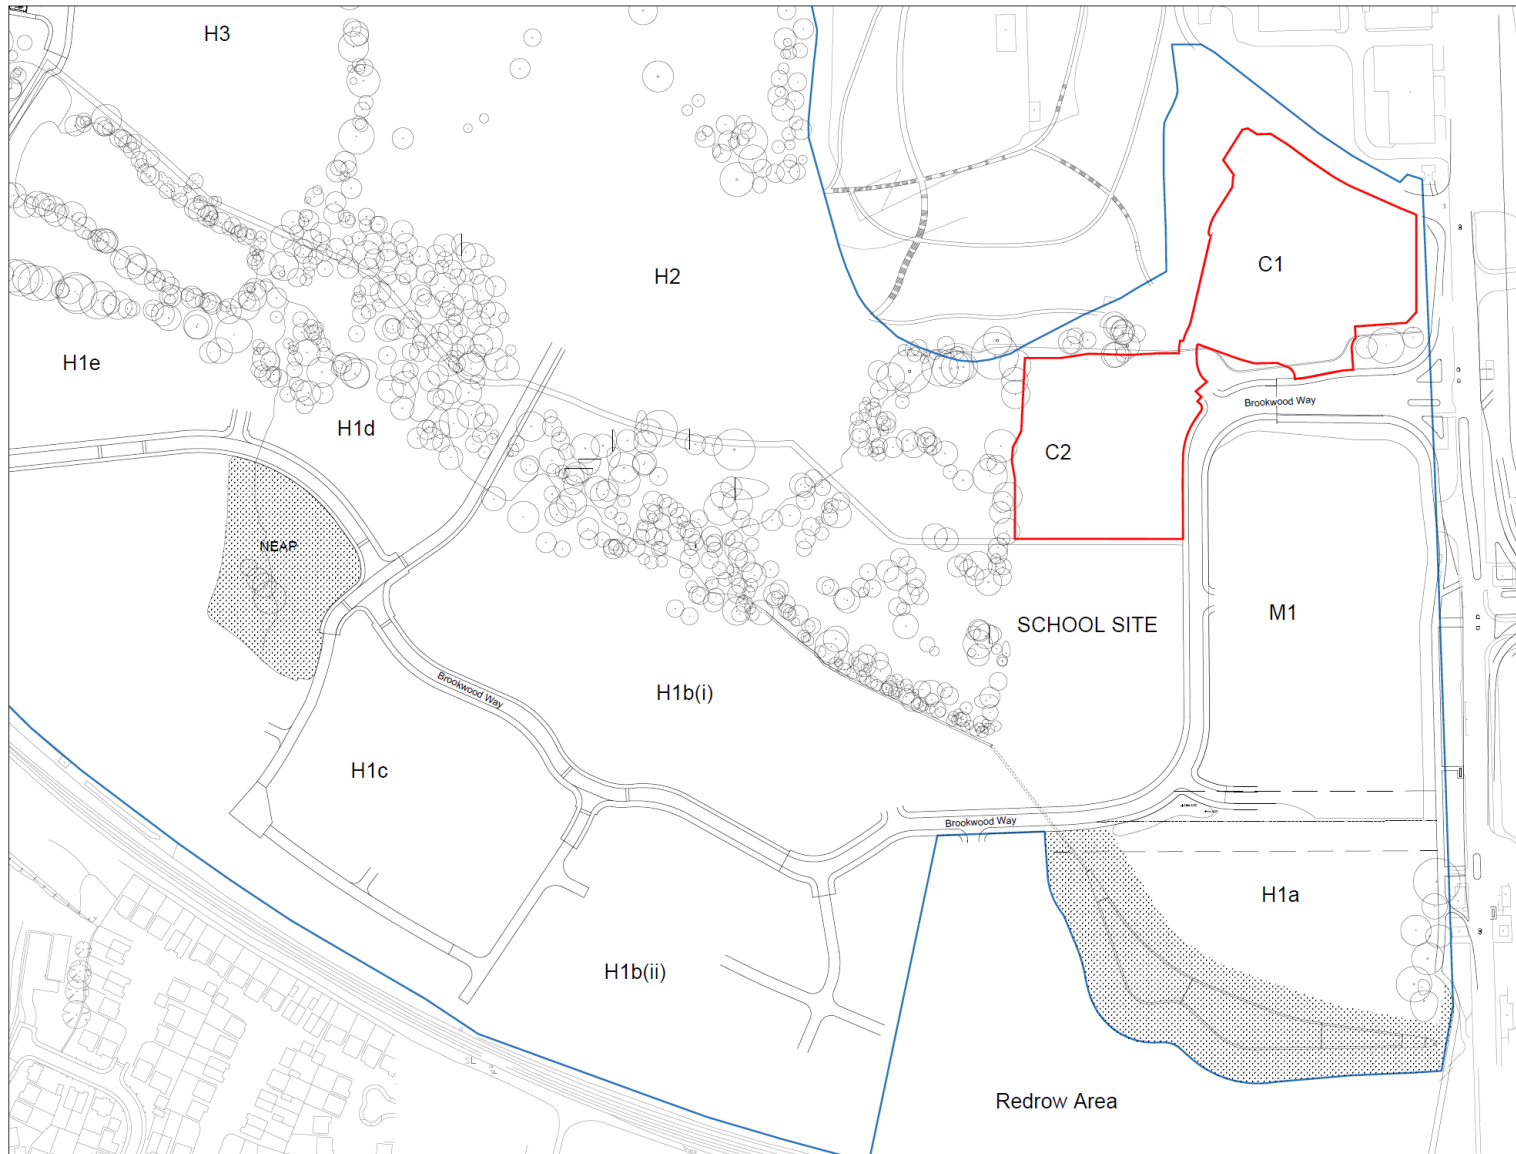 H3
H2
C1
H1e
Brookwood Way
H1d
C2
NEAP
M1
SCHOOL SITE
Brookwood Way
H1b(i)
H1c
Brookwood Way
H1a
H1b(ii)
SL
Redrow Area